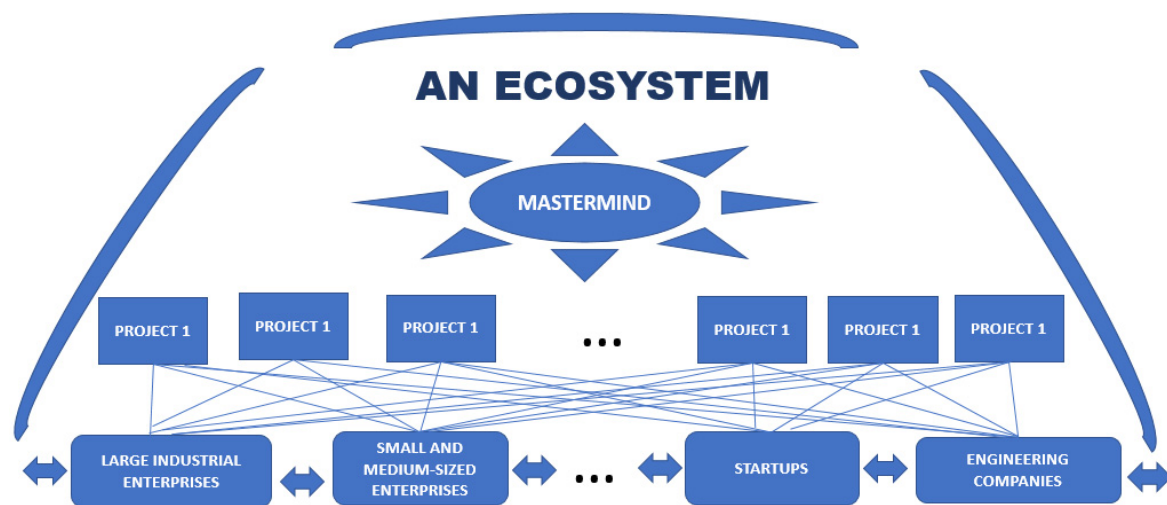 AN ECOSYSTEM
MASTERMIND
PROJECT 1
PROJECT 1
PROJECT 1
...
PROJECT 1
PROJECT 1
PROJECT 1
LARGE INDUSTRIAL
ENTERPRISES
SMALL AND
MEDIUM-SIZED
ENTERPRISES
...
STARTUPS
ENGINEERING
COMPANIES